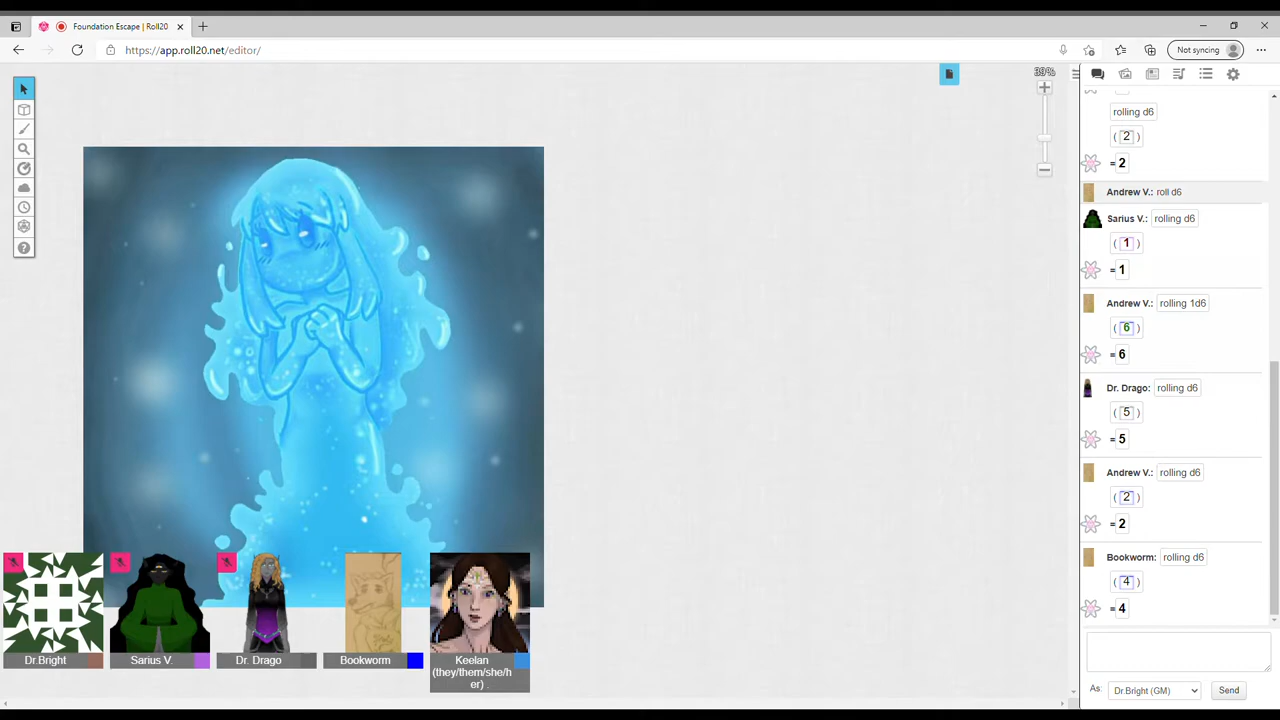 Foundation Escape | Roll20
https://app.roll20.net/editor/
Not syncing
89%
rolling d6
( 2 )
= 2
Andrew V.: roll d6
Sarius V.: rolling d6
( 1 )
= 1
Andrew V.: rolling 1d6
( 6 )
= 6
Dr. Drago: rolling d6
( 5 )
= 5
Andrew V.: rolling d6
( 2 )
= 2
Bookworm: rolling d6
( 4 )
= 4
Dr.Bright
Sarius V.
Dr. Drago
Bookworm
Keelan
(they/them/she/h
er) .
As: Dr.Bright (GM)
Send